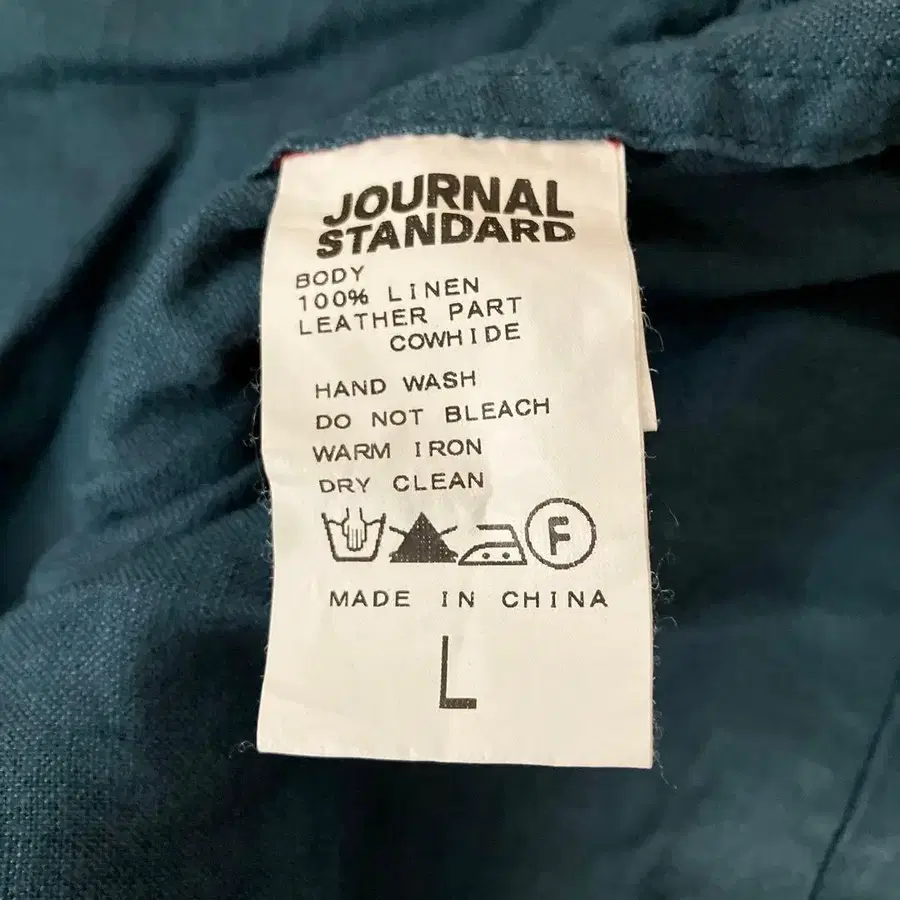 JOURNAL
STANDARD
BODY
100% LINEN
LEATHER PART
COWHIDE
HAND WASH
DO NOT BLEACH
WARM IRON
DRY CLEAN
F
MADE IN CHINA
L